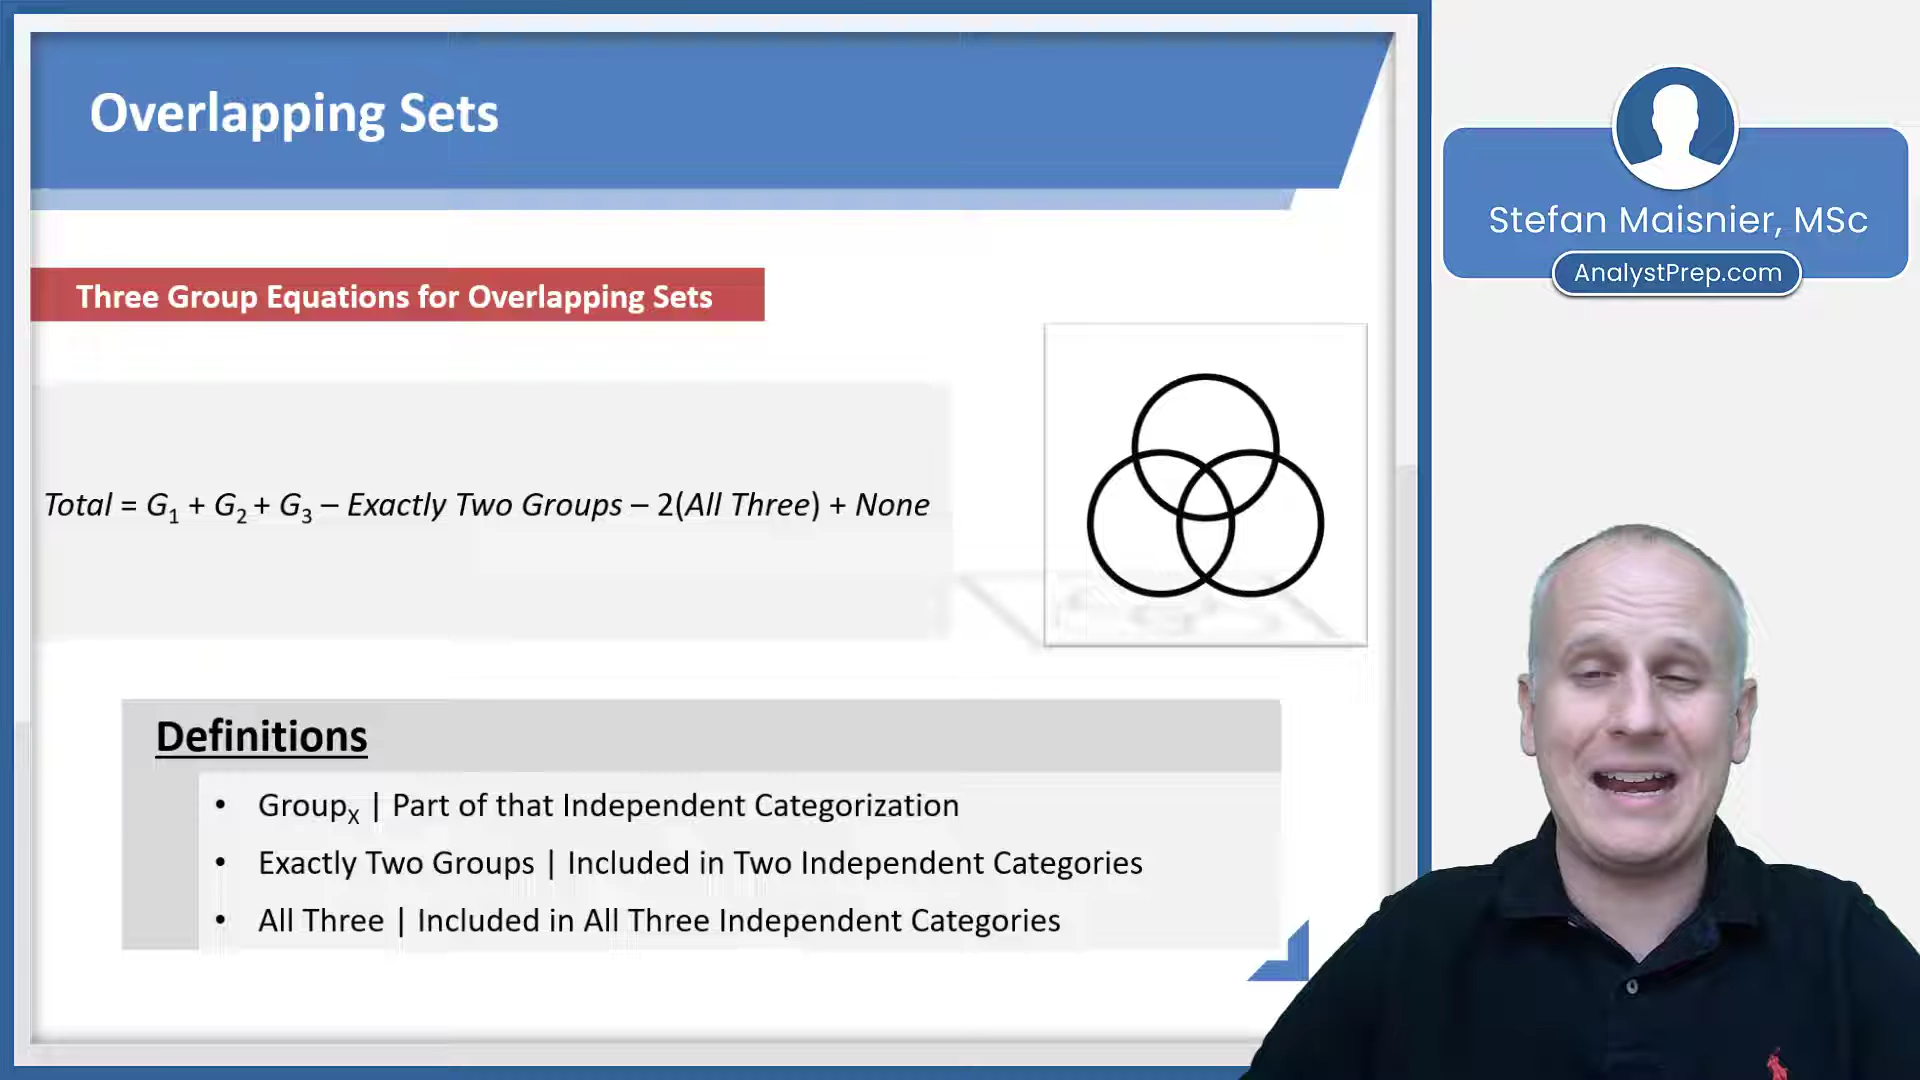 Overlapping Sets
Stefan Maisnier, MSc
AnalystPrep.com
Three Group Equations for Overlapping Sets
Total = G₁ + G₂ + G₃ – Exactly Two Groups – 2(All Three) + None
Definitions
• Groupₓ | Part of that Independent Categorization
• Exactly Two Groups | Included in Two Independent Categories
• All Three | Included in All Three Independent Categories